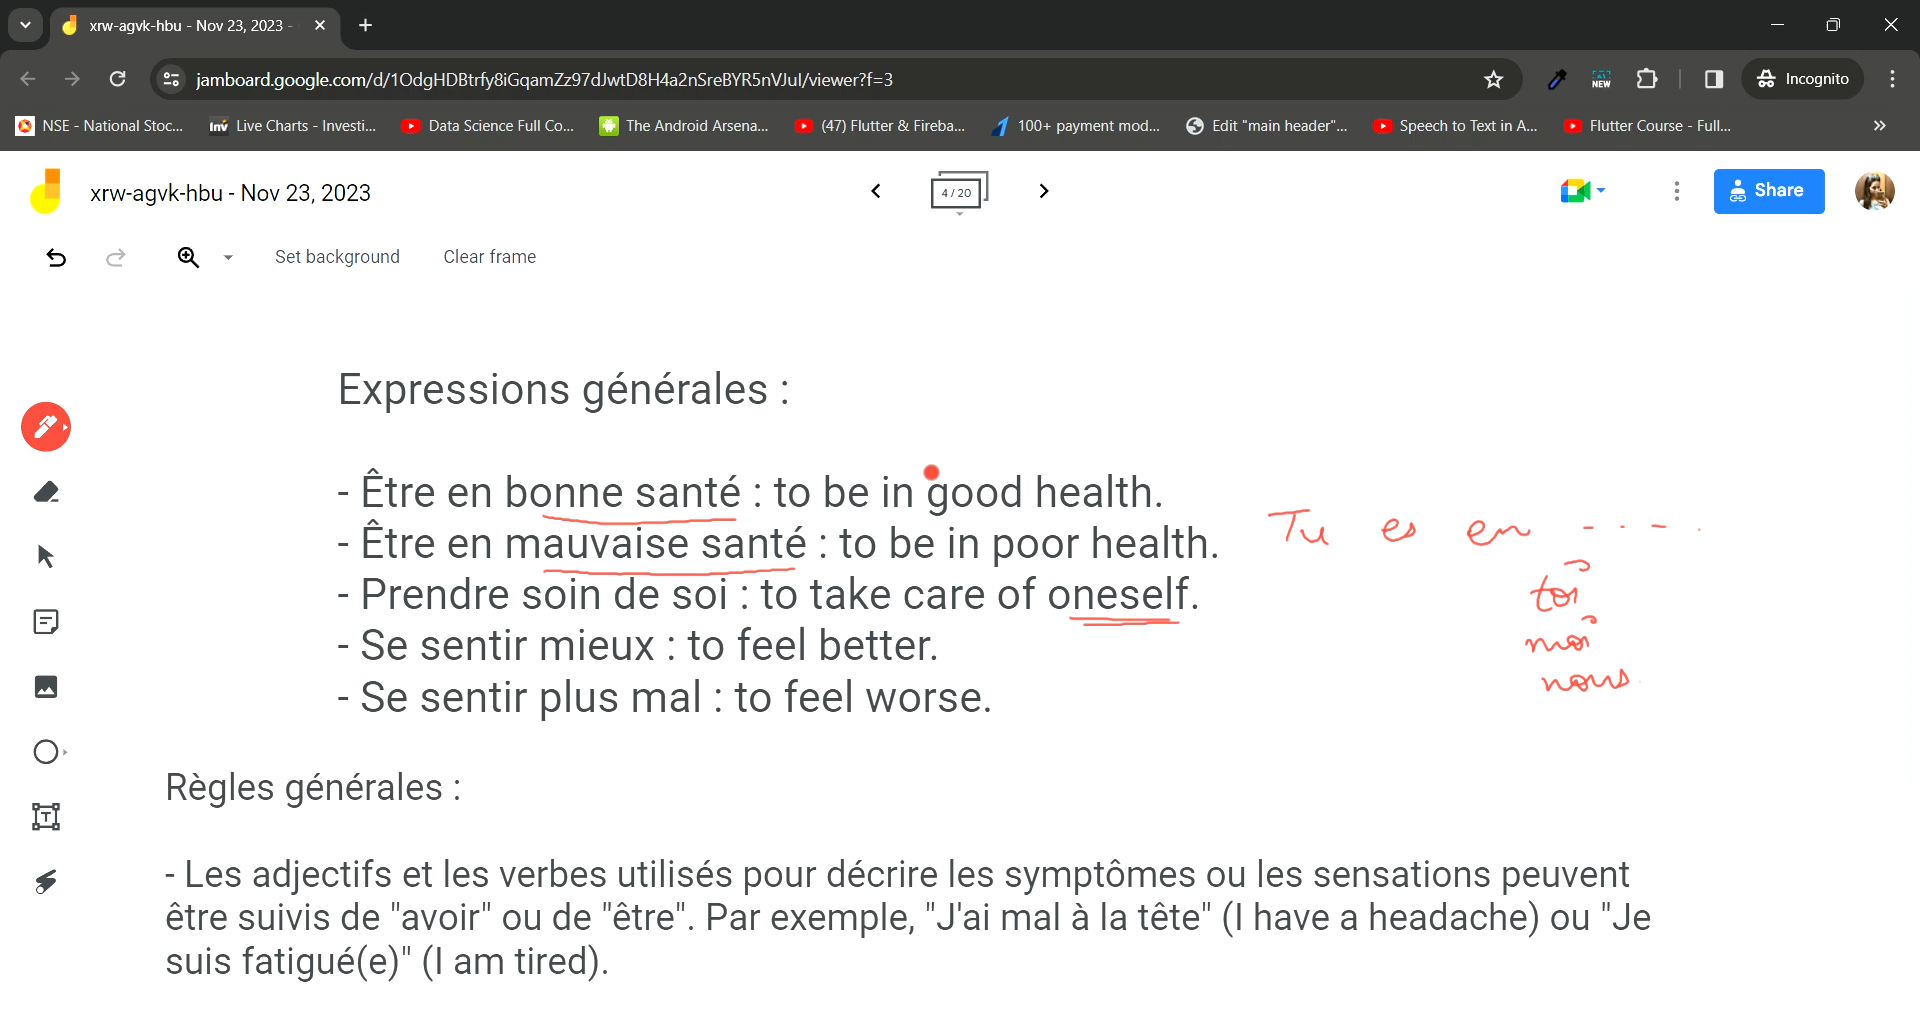 xrw-agvk-hbu - Nov 23, 2023 -
jamboard.google.com/d/1OdgHDBtrfy8iGqamZz97dJwtD8H4a2nSreBYR5nVJuI/viewer?f=3
NEW
Incognito
NSE - National Stoc...
Inv Live Charts - Investi...
Data Science Full Co...
The Android Arsena...
(47) Flutter & Fireba...
100+ payment mod...
Edit "main header"...
Speech to Text in A...
Flutter Course - Full...
xrw-agvk-hbu - Nov 23, 2023
4 / 20
Share
Set background
Clear frame
Expressions générales :
- Être en bonne santé : to be in good health.
- Être en mauvaise santé : to be in poor health.
- Prendre soin de soi : to take care of oneself.
- Se sentir mieux : to feel better.
- Se sentir plus mal : to feel worse.
Tu es en - . . - .
toi
moi
nous
Règles générales :
- Les adjectifs et les verbes utilisés pour décrire les symptômes ou les sensations peuvent
être suivis de "avoir" ou de "être". Par exemple, "J'ai mal à la tête" (I have a headache) ou "Je
suis fatigué(e)" (I am tired).